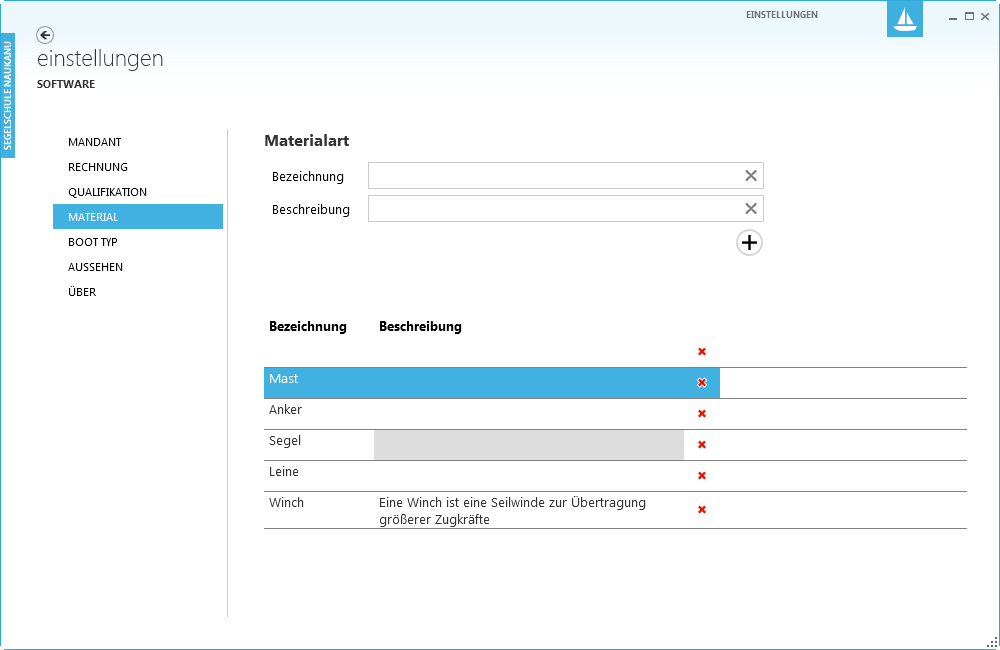 EINSTELLUNGEN
SEGELSCHULE NAUKANU
einstellungen
SOFTWARE
MANDANT
RECHNUNG
QUALIFIKATION
MATERIAL
BOOT TYP
AUSSEHEN
ÜBER
Materialart
Bezeichnung
Beschreibung
Bezeichnung Beschreibung
Mast
Anker
Segel
Leine
Winch Eine Winch ist eine Seilwinde zur Übertragung
größerer Zugkräfte